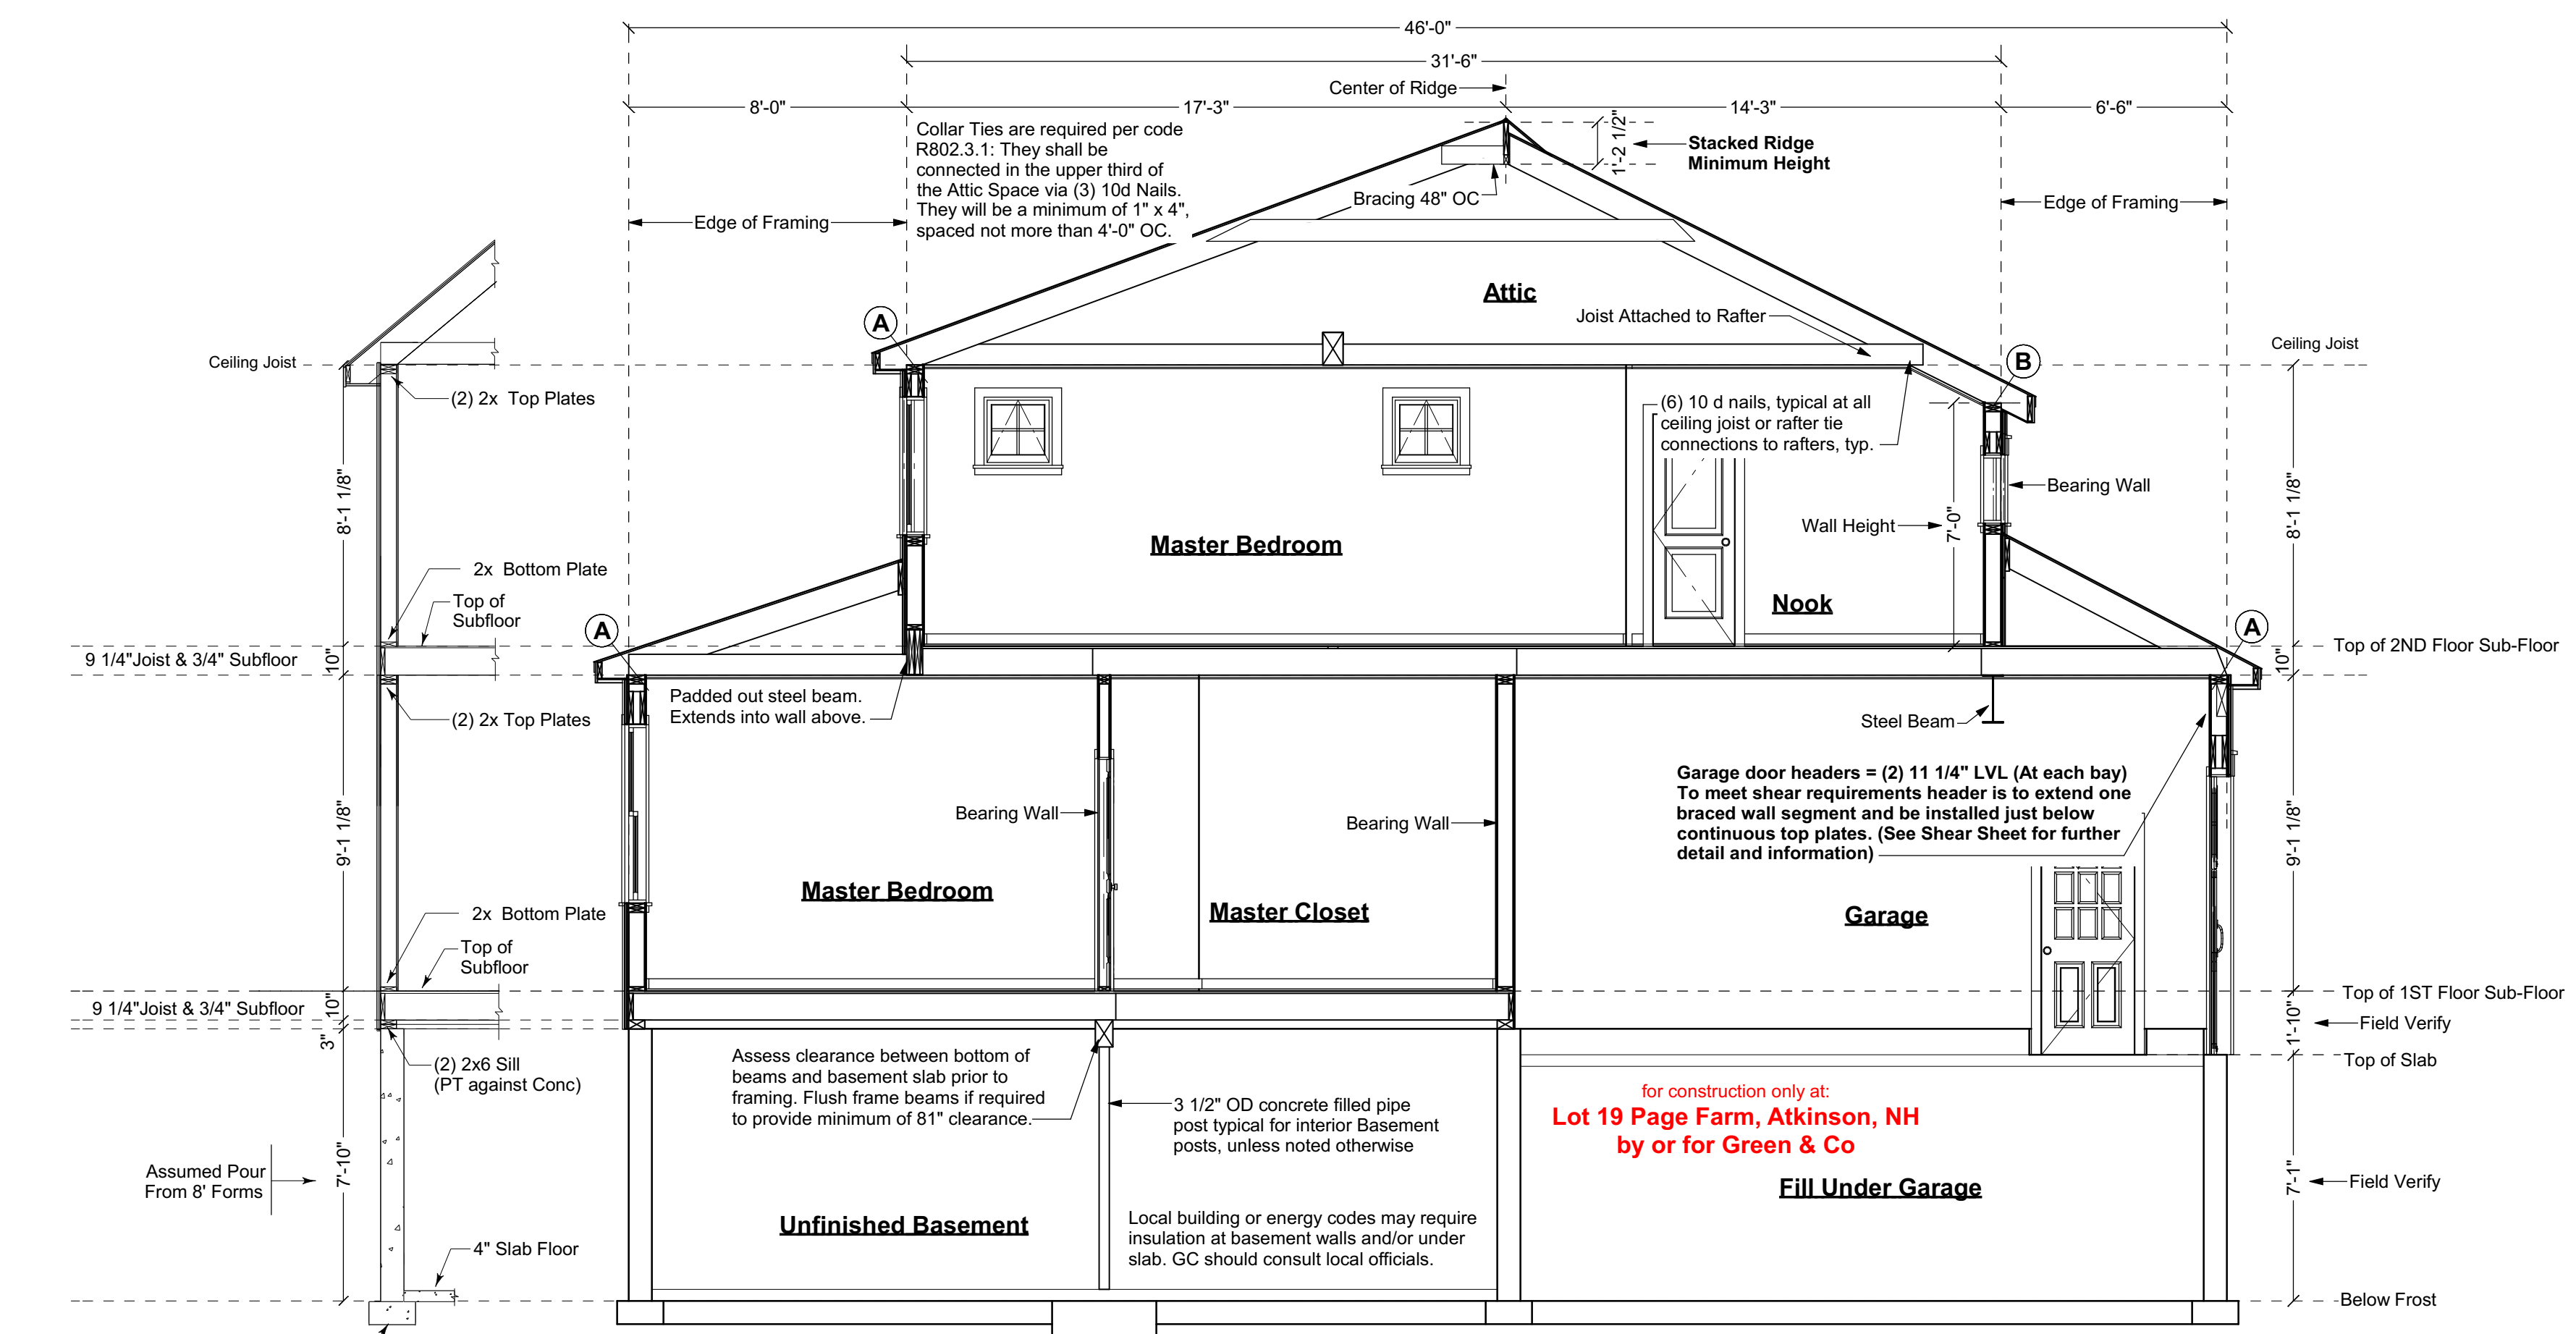 46'-0"
31'-6"
Center of Ridge
8'-0"
17'-3"
14'-3"
6'-6"
Collar Ties are required per code
R802.3.1: They shall be
connected in the upper third of
the Attic Space via (3) 10d Nails.
They will be a minimum of 1" x 4",
spaced not more than 4'-0" OC.
1'-2 1/2"
Stacked Ridge
Minimum Height
Bracing 48" OC
Edge of Framing
Edge of Framing
Attic
Joist Attached to Rafter
A
B
Ceiling Joist
Ceiling Joist
(2) 2x Top Plates
(6) 10 d nails, typical at all
ceiling joist or rafter tie
connections to rafters, typ.
8'-1 1/8"
Bearing Wall
Wall Height
7'-0"
8'-1 1/8"
Master Bedroom
Nook
2x Bottom Plate
Top of
Subfloor
A
A
9 1/4"Joist & 3/4" Subfloor
10"
10"
Top of 2ND Floor Sub-Floor
(2) 2x Top Plates
Padded out steel beam.
Extends into wall above.
Steel Beam
Garage door headers = (2) 11 1/4" LVL (At each bay)
To meet shear requirements header is to extend one
braced wall segment and be installed just below
continuous top plates. (See Shear Sheet for further
detail and information)
9'-1 1/8"
Bearing Wall
Bearing Wall
9'-1 1/8"
Master Bedroom
Master Closet
Garage
2x Bottom Plate
Top of
Subfloor
9 1/4"Joist & 3/4" Subfloor
10"
Top of 1ST Floor Sub-Floor
1'-10"
Field Verify
3"
(2) 2x6 Sill
(PT against Conc)
Top of Slab
Assess clearance between bottom of
beams and basement slab prior to
framing. Flush frame beams if required
to provide minimum of 81" clearance.
3 1/2" OD concrete filled pipe
post typical for interior Basement
posts, unless noted otherwise
for construction only at:
Lot 19 Page Farm, Atkinson, NH
by or for Green & Co
Assumed Pour
From 8' Forms
7'-10"
Fill Under Garage
7'-1"
Field Verify
Unfinished Basement
Local building or energy codes may require
insulation at basement walls and/or under
slab. GC should consult local officials.
4" Slab Floor
Below Frost